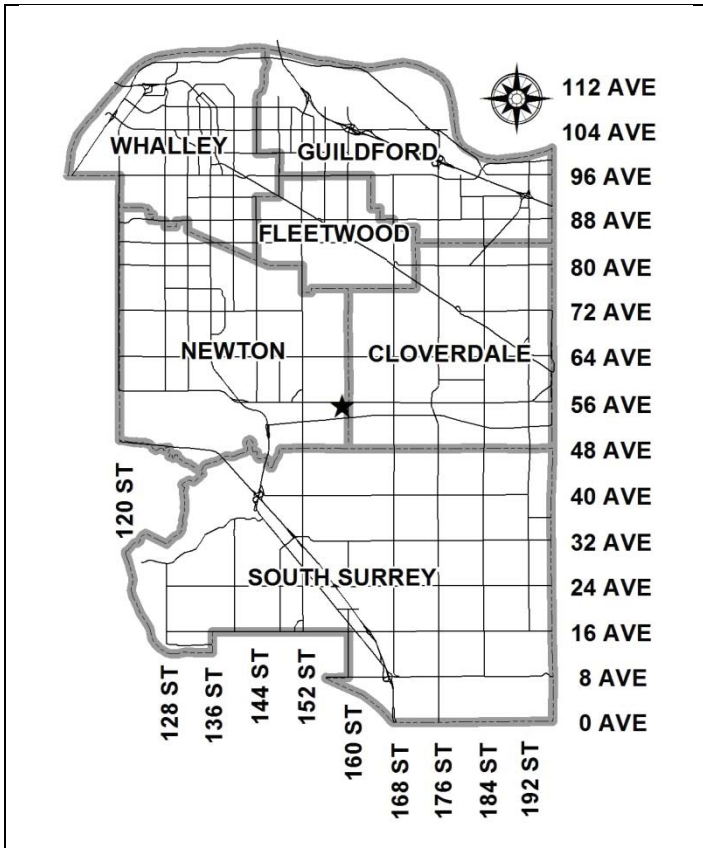 112 AVE
104 AVE
WHALLEY
GUILDFORD
96 AVE
88 AVE
FLEETWOOD
80 AVE
72 AVE
NEWTON
CLOVERDALE
64 AVE
56 AVE
48 AVE
120 ST
40 AVE
32 AVE
SOUTH SURREY
24 AVE
16 AVE
8 AVE
0 AVE
128 ST
136 ST
144 ST
152 ST
160 ST
168 ST
176 ST
184 ST
192 ST